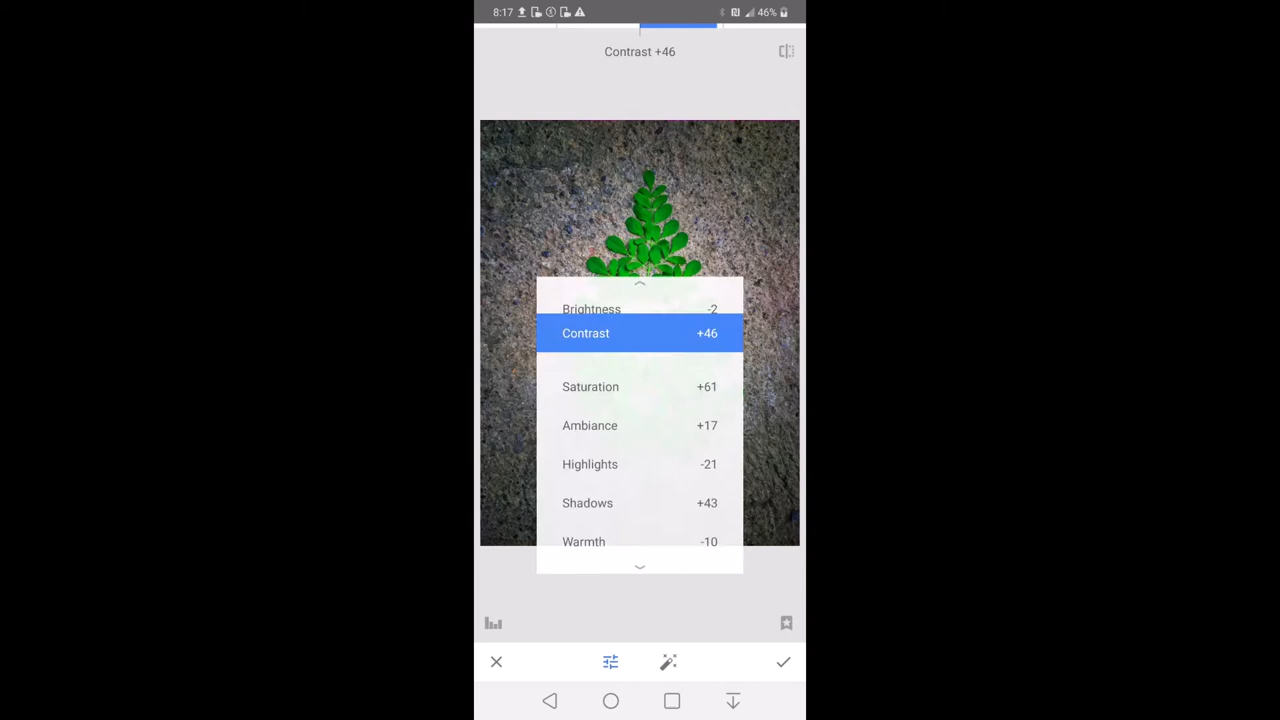 8:17 46%
Contrast +46
Brightness -2
Contrast +46
Saturation +61
Ambiance +17
Highlights -21
Shadows +43
Warmth -10